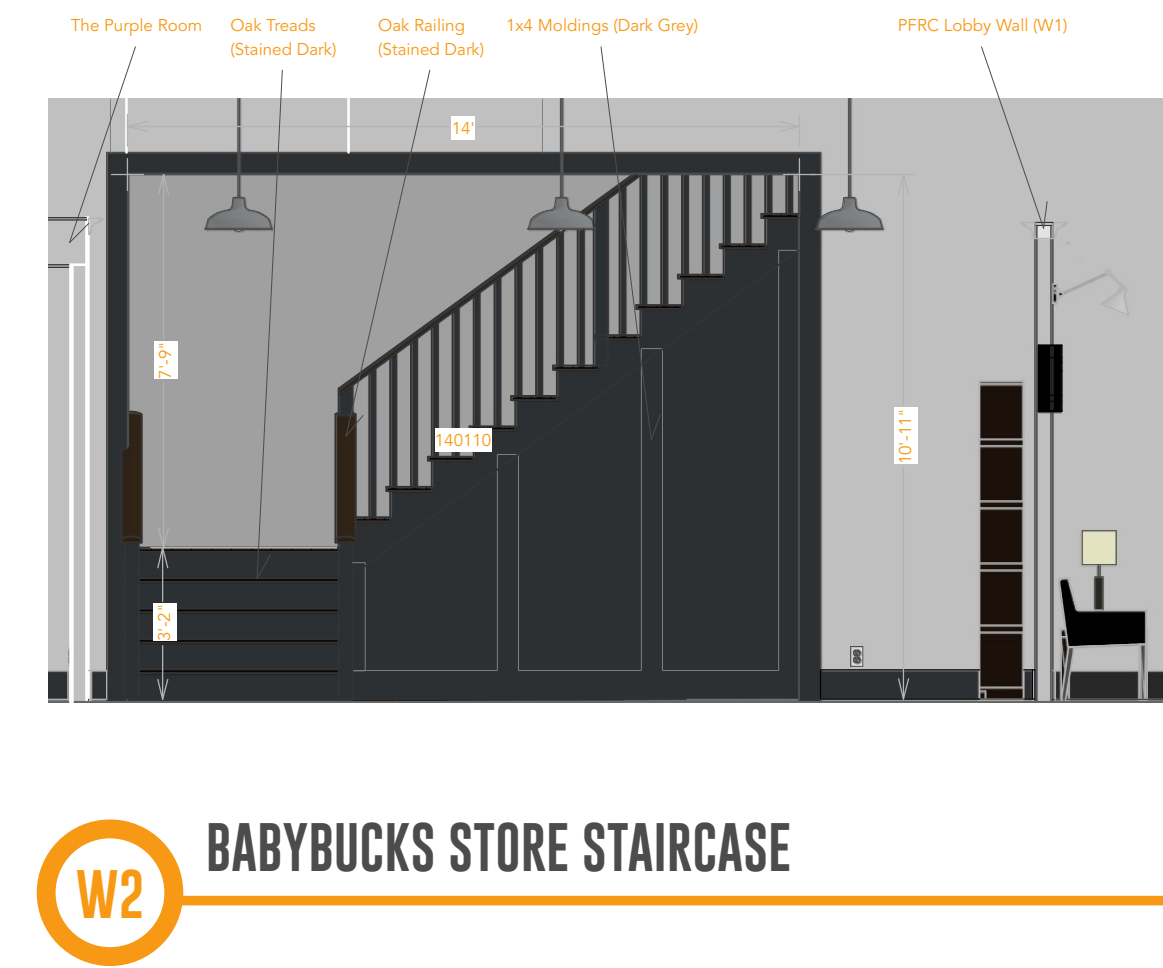 The Purple Room
Oak Treads
(Stained Dark)
Oak Railing
(Stained Dark)
1x4 Moldings (Dark Grey)
PFRC Lobby Wall (W1)
14'
7'-9"
140110
10'-11"
3'-2"
BABYBUCKS STORE STAIRCASE
W2